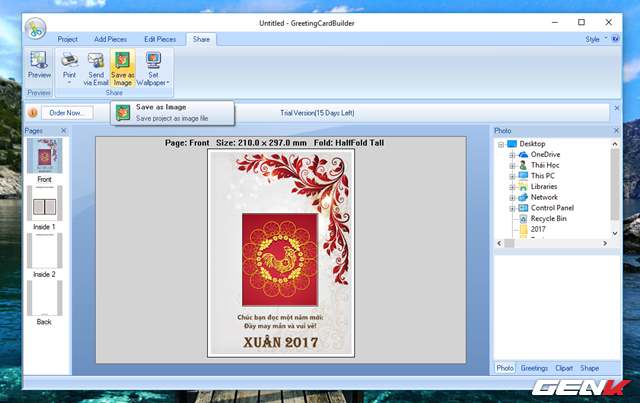 Untitled - GreetingCardBuilder
Project Add Pieces Edit Pieces Share Style
Preview
Print
Send via Email
Save as Image
Set Wallpaper
Preview Share
Save as Image
Save project as image file
Order Now... Trial Version(15 Days Left)
Pages
Front
Inside 1
Inside 2
Back
Page: Front Size: 210.0 x 297.0 mm Fold: HalfFold Tall
Chúc bạn đọc một năm mới:
Đầy may mắn và vui vẻ!
XUÂN 2017
Photo
Desktop
OneDrive
Thái Học
This PC
Libraries
Network
Control Panel
Recycle Bin
2017
Photo Greetings Clipart Shape
GENK